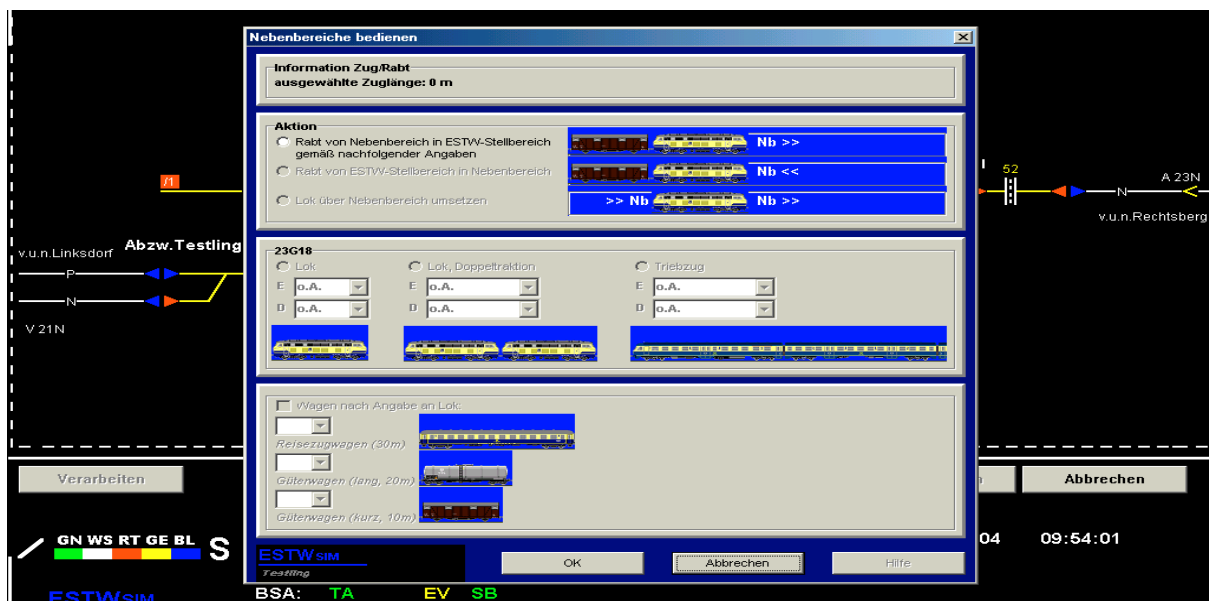 Nebenbereiche bedienen
Information Zug/Rabt
ausgewählte Zuglänge: 0 m
Aktion
Rabt von Nebenbereich in ESTW-Stellbereich
gemäß nachfolgender Angaben
Nb >>
Rabt von ESTW-Stellbereich in Nebenbereich
Nb <<
Lok über Nebenbereich umsetzen
>> Nb
Nb >>
/1
52
A 23N
N
v.u.n.Rechtsberg
v.u.n.Linksdorf
Abzw.Testling
P
N
V 21N
23G18
Lok
Lok, Doppeltraktion
Triebzug
E o.A.
E o.A.
E o.A.
D o.A.
D o.A.
D o.A.
Wagen nach Angabe an Lok:
Reisezugwagen (30m)
Güterwagen (lang, 20m)
Güterwagen (kurz, 10m)
Verarbeiten
Abbrechen
GN WS RT GE BL
S
04
09:54:01
ESTWSIM
Testling
OK
Abbrechen
Hilfe
ESTWSIM
BSA: TA EV SB